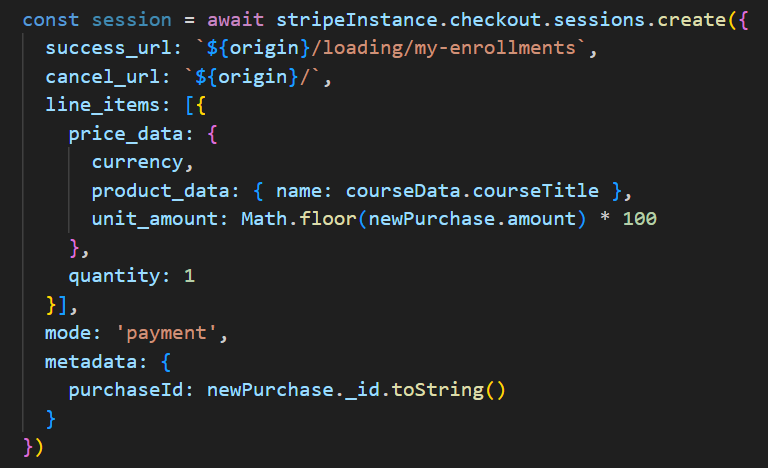 const session = await stripeInstance.checkout.sessions.create({
  success_url: `${origin}/loading/my-enrollments`,
  cancel_url: `${origin}/`,
  line_items: [{
    price_data: {
      currency,
      product_data: { name: courseData.courseTitle },
      unit_amount: Math.floor(newPurchase.amount) * 100
    },
    quantity: 1
  }],
  mode: 'payment',
  metadata: {
    purchaseId: newPurchase._id.toString()
  }
})